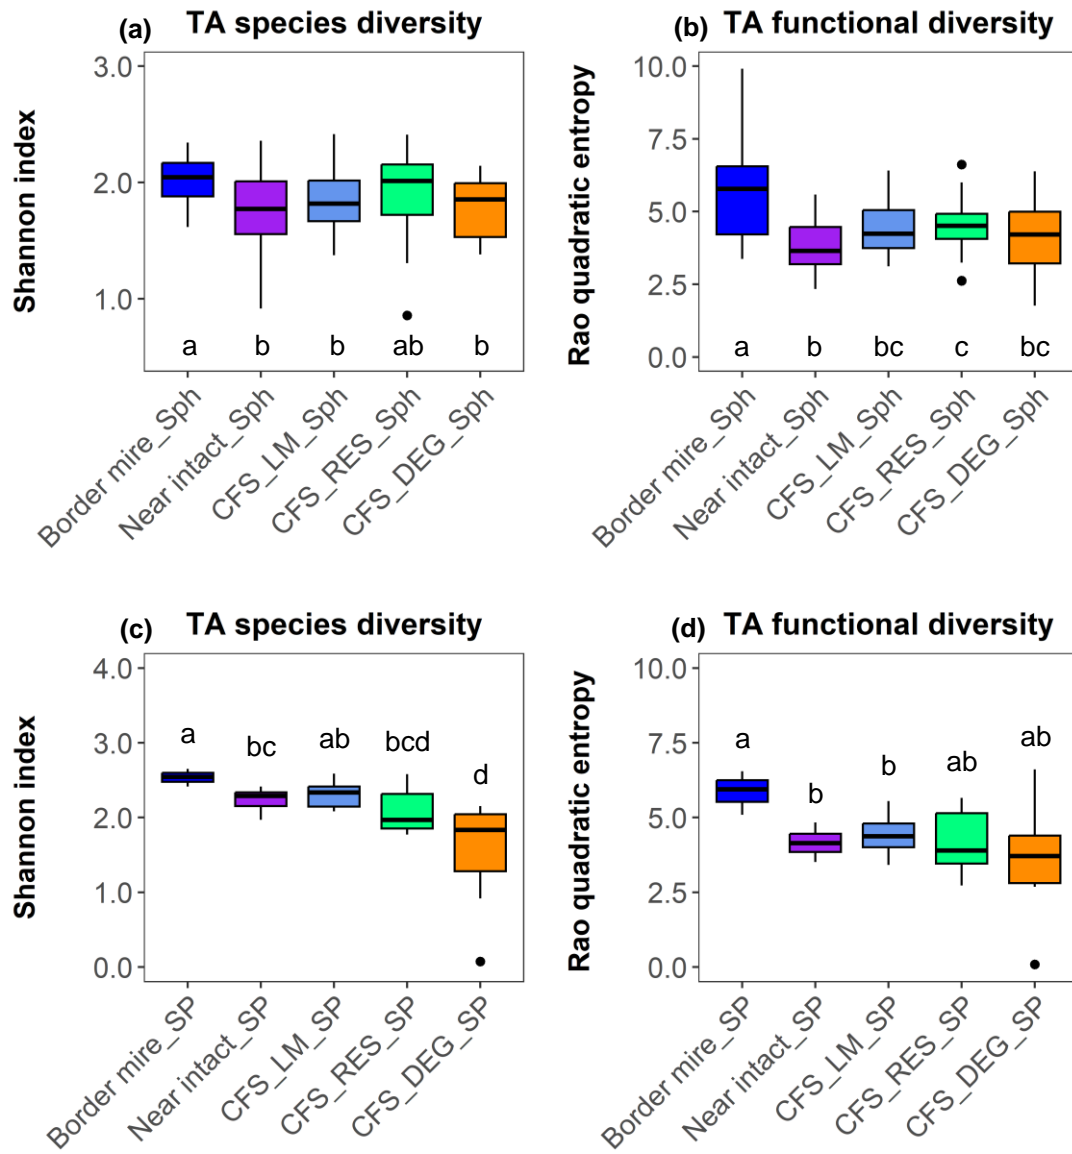 (a) TA species diversity
Shannon index
3.0
2.0
1.0
a b b ab b
Border mire_Sph
Near intact_Sph
CFS_LM_Sph
CFS_RES_Sph
CFS_DEG_Sph
(b) TA functional diversity
Rao quadratic entropy
10.0
7.5
5.0
2.5
0.0
a b bc c bc
Border mire_Sph
Near intact_Sph
CFS_LM_Sph
CFS_RES_Sph
CFS_DEG_Sph
(c) TA species diversity
Shannon index
4.0
3.0
2.0
1.0
0.0
a bc ab bcd d
Border mire_SP
Near intact_SP
CFS_LM_SP
CFS_RES_SP
CFS_DEG_SP
(d) TA functional diversity
Rao quadratic entropy
10.0
7.5
5.0
2.5
0.0
a b b ab ab
Border mire_SP
Near intact_SP
CFS_LM_SP
CFS_RES_SP
CFS_DEG_SP